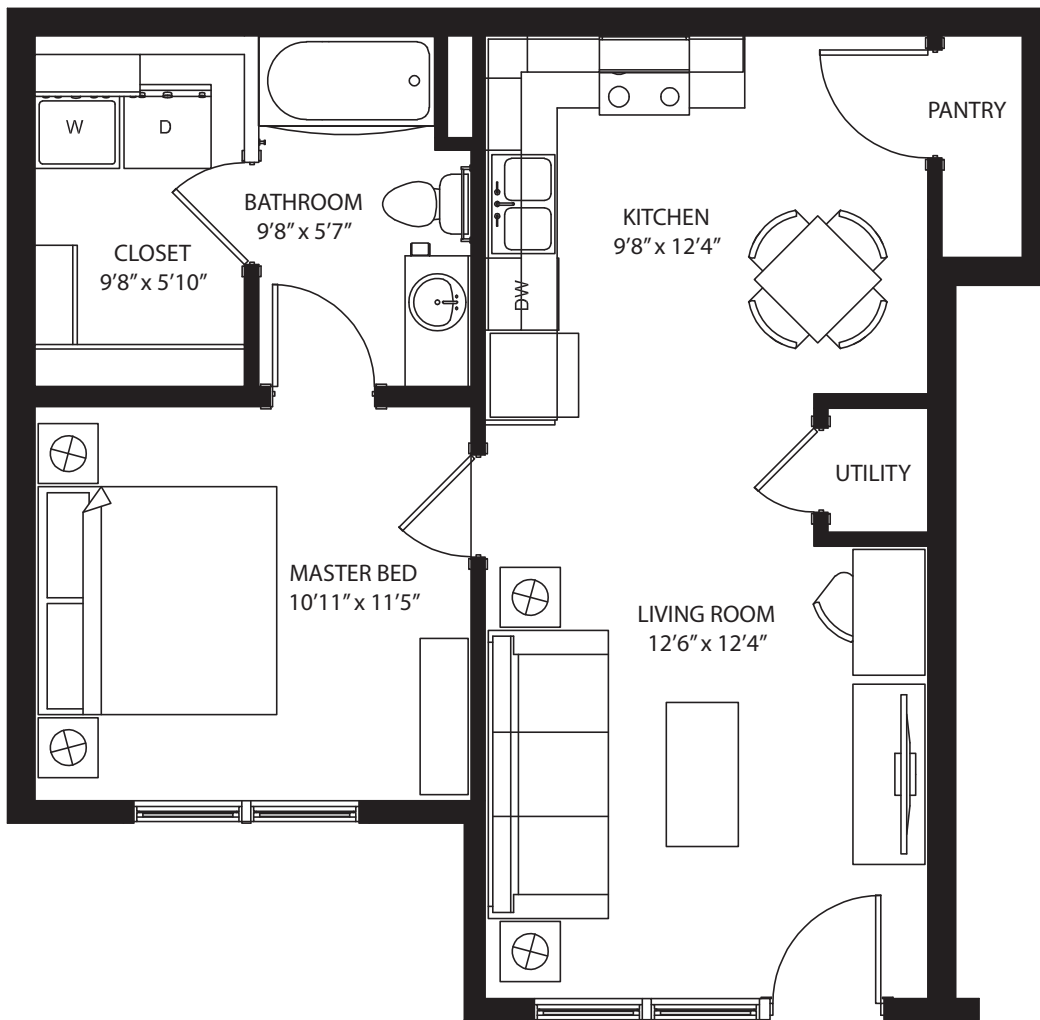 W
D
BATHROOM
9’8” x 5’7”
CLOSET
9’8” x 5’10”
KITCHEN
9’8” x 12’4”
PANTRY
DW
UTILITY
MASTER BED
10’11” x 11’5”
LIVING ROOM
12’6” x 12’4”